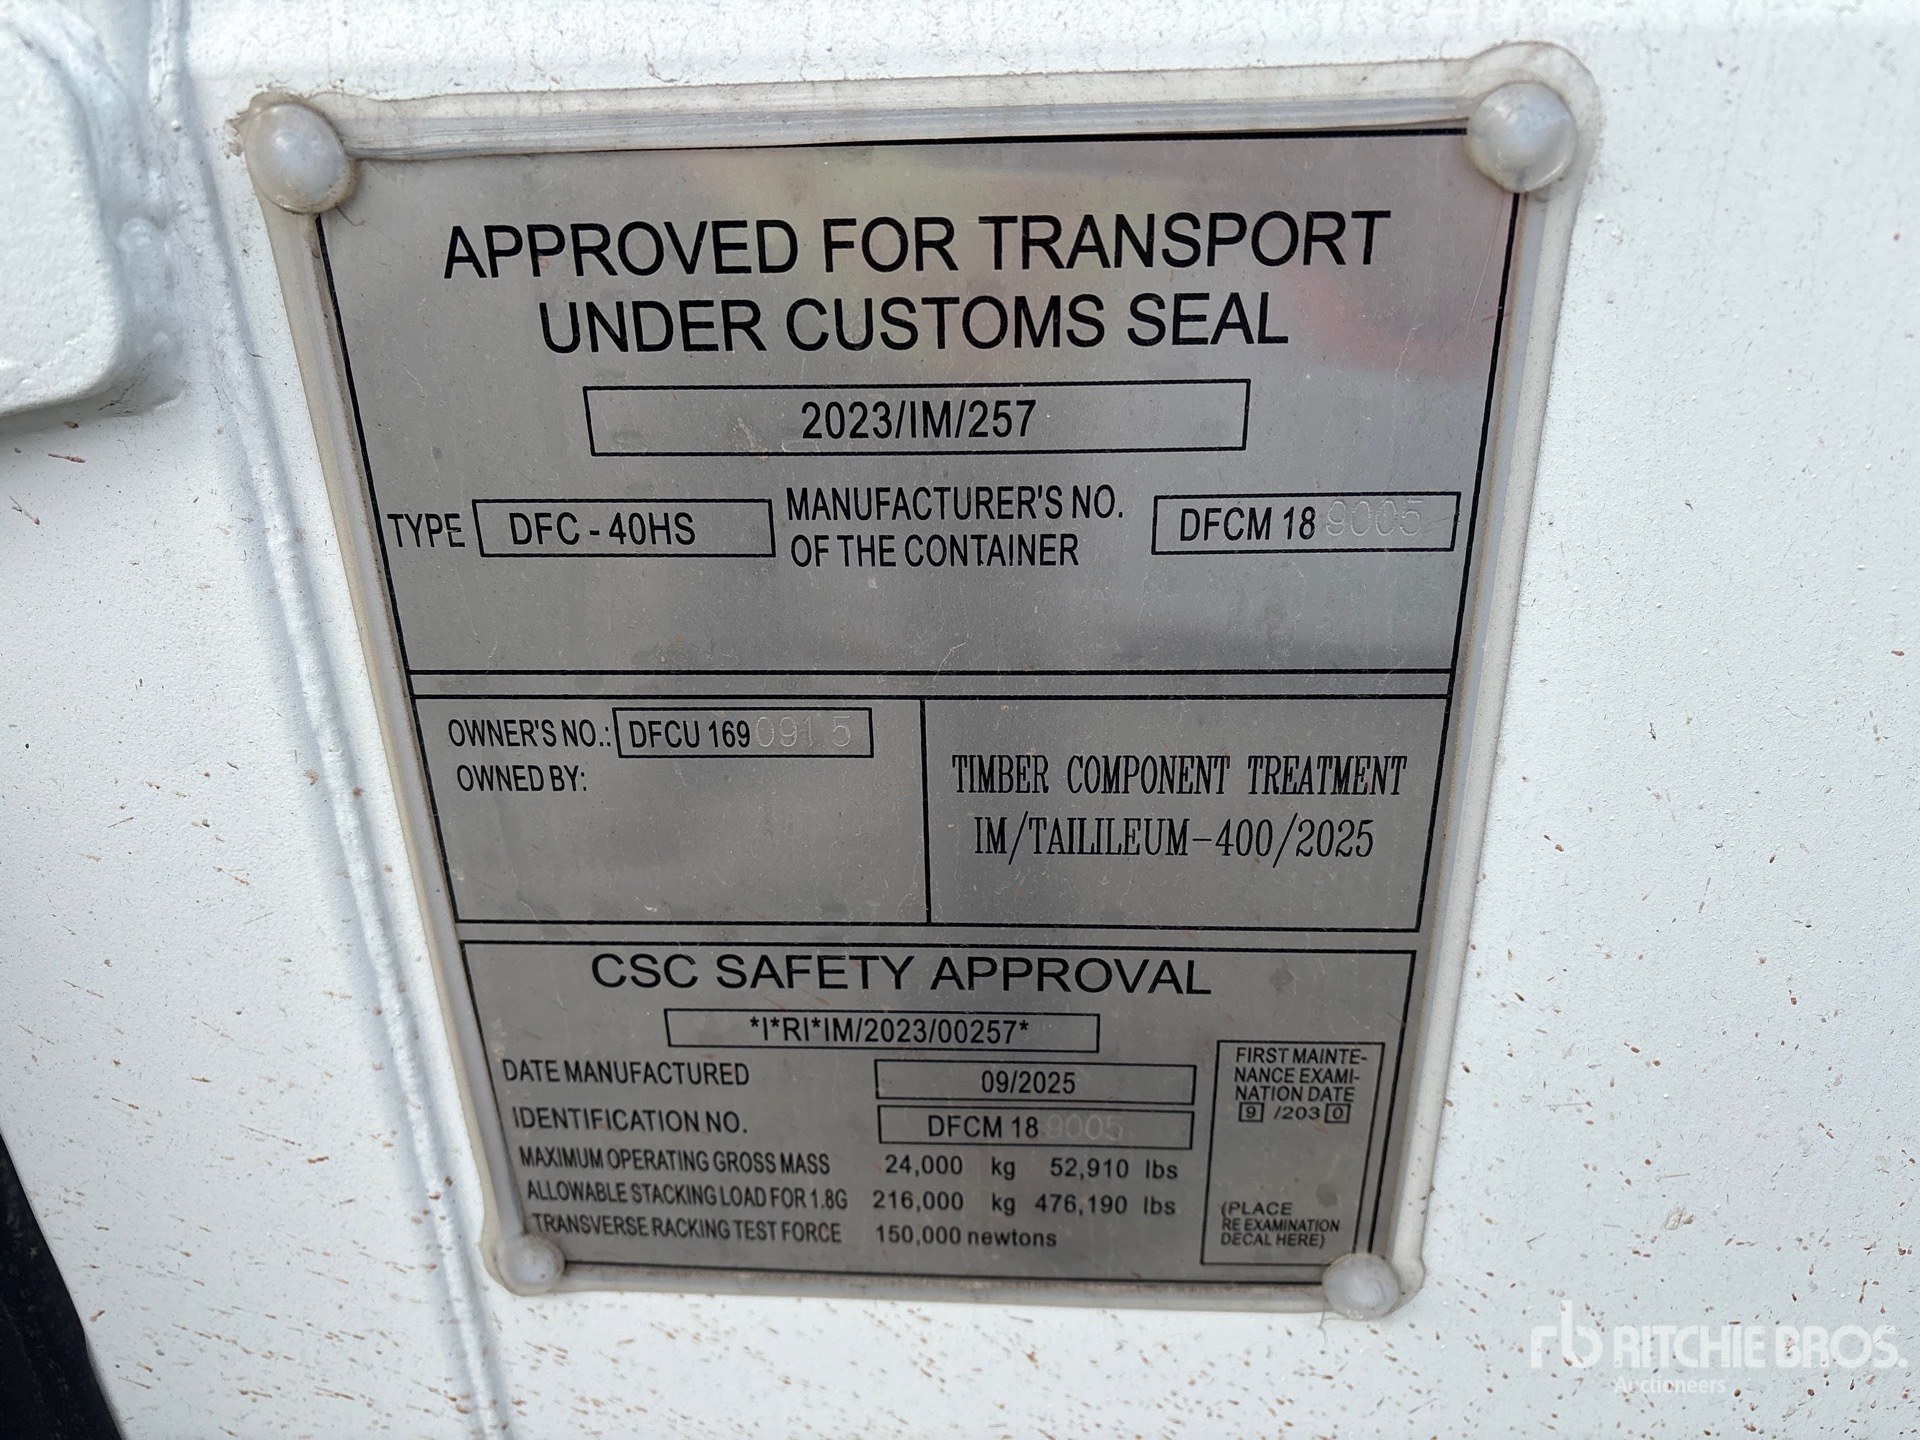 APPROVED FOR TRANSPORT
UNDER CUSTOMS SEAL
2023/IM/257
TYPE DFC - 40HS MANUFACTURER'S NO. OF THE CONTAINER DFCM 18 9005
OWNER'S NO.: DFCU 169 091 5
OWNED BY:
TIMBER COMPONENT TREATMENT
IM/TAILILEUM-400/2025
CSC SAFETY APPROVAL
*I*RI*IM/2023/00257*
DATE MANUFACTURED 09/2025
IDENTIFICATION NO. DFCM 18 9005
MAXIMUM OPERATING GROSS MASS 24,000 kg 52,910 lbs
ALLOWABLE STACKING LOAD FOR 1.8G 216,000 kg 476,190 lbs
TRANSVERSE RACKING TEST FORCE 150,000 newtons
FIRST MAINTE-
NANCE EXAMI-
NATION DATE
9 /203 0
(PLACE
RE EXAMINATION
DECAL HERE)
rb RITCHIE BROS.
Auctioneers